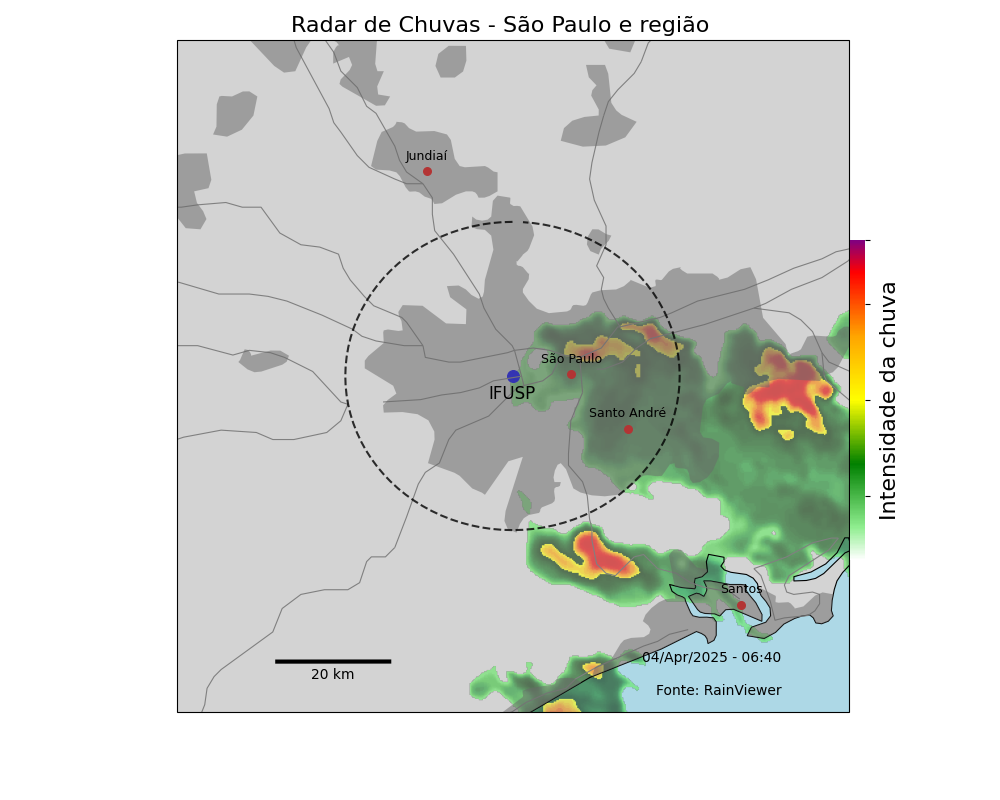 Radar de Chuvas - São Paulo e região
Jundiaí
São Paulo
IFUSP
Santo André
Santos
04/Apr/2025 - 06:40
20 km
Fonte: RainViewer
Intensidade da chuva